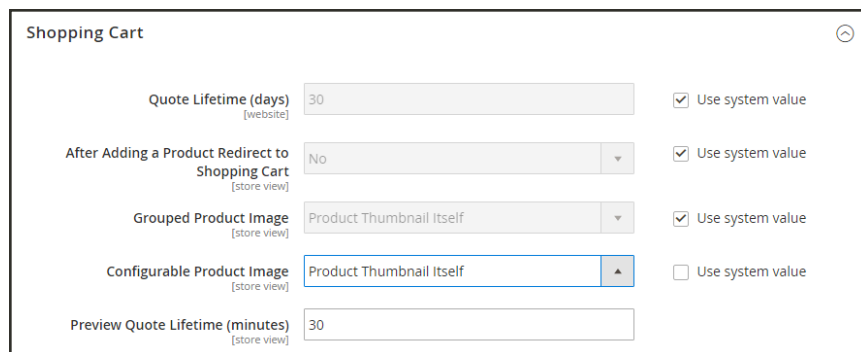 Shopping Cart
Quote Lifetime (days) 30 Use system value
[website]
After Adding a Product Redirect to No Use system value
Shopping Cart
[store view]
Grouped Product Image Product Thumbnail Itself Use system value
[store view]
Configurable Product Image Product Thumbnail Itself Use system value
[store view]
Preview Quote Lifetime (minutes) 30
[store view]